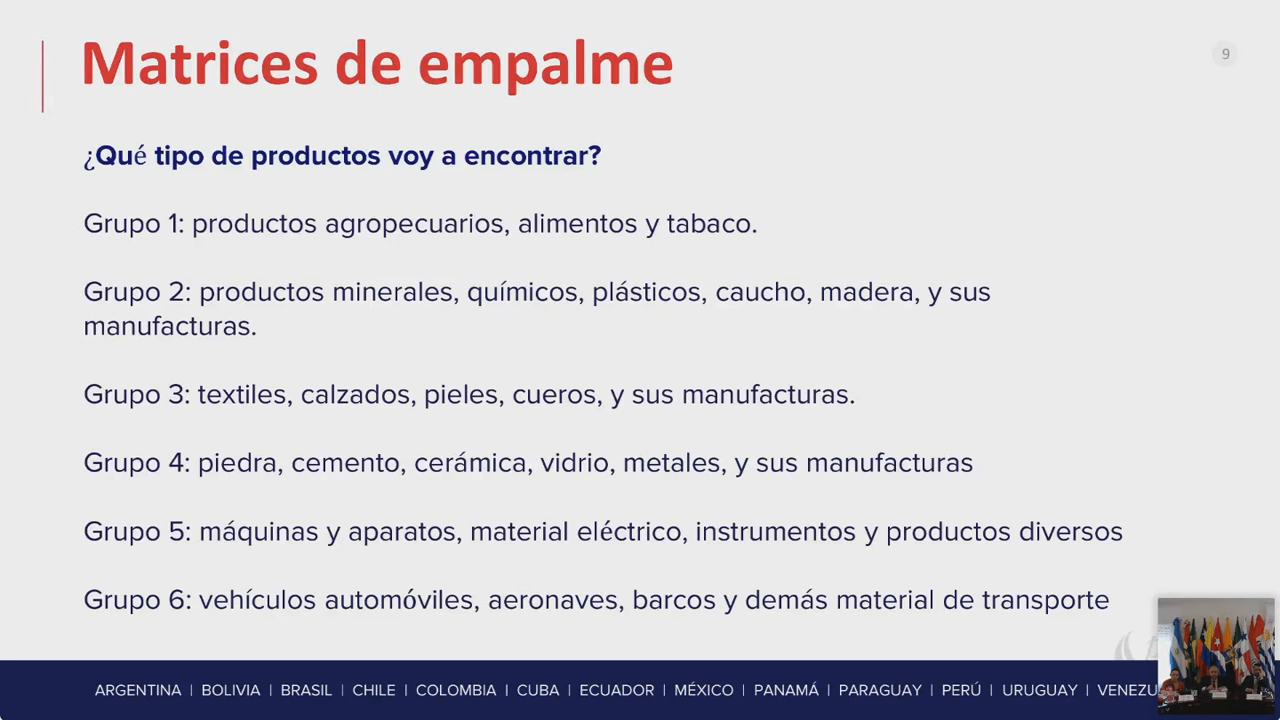 Matrices de empalme
9
¿Qué tipo de productos voy a encontrar?
Grupo 1: productos agropecuarios, alimentos y tabaco.
Grupo 2: productos minerales, químicos, plásticos, caucho, madera, y sus
manufacturas.
Grupo 3: textiles, calzados, pieles, cueros, y sus manufacturas.
Grupo 4: piedra, cemento, cerámica, vidrio, metales, y sus manufacturas
Grupo 5: máquinas y aparatos, material eléctrico, instrumentos y productos diversos
Grupo 6: vehículos automóviles, aeronaves, barcos y demás material de transporte
ARGENTINA | BOLIVIA | BRASIL | CHILE | COLOMBIA | CUBA | ECUADOR | MÉXICO | PANAMÁ | PARAGUAY | PERÚ | URUGUAY | VENEZU